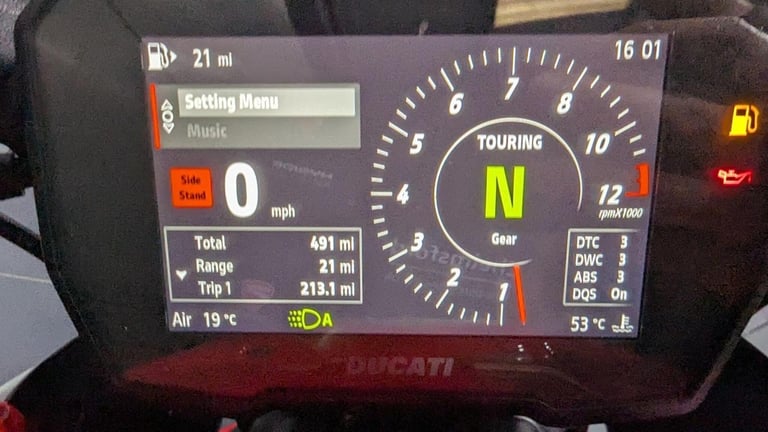 21 mi
16 01
Setting Menu
Music
Side
Stand
0 mph
Total 491 mi
Range 21 mi
Trip 1 213.1 mi
Air 19 °C
A
TOURING
N
Gear
1
2
3
4
5
6
7
8
10
12
rpmX1000
DTC 3
DWC 3
ABS 3
DQS On
53 °C
DUCATI